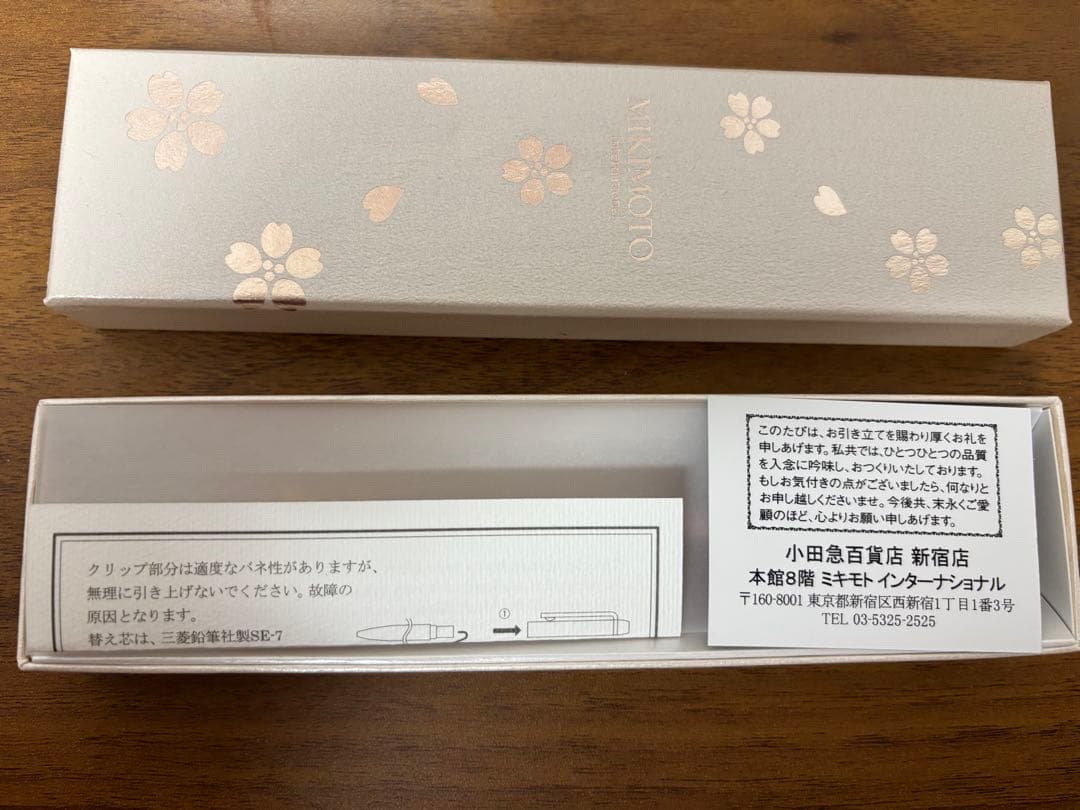 MIKIMOTO
INTERNATIONAL
クリップ部分は適度なバネ性がありますが、
無理に引き上げないでください。故障の
原因となります。
替え芯は、三菱鉛筆社製SE-7
①
このたびは、お引き立てを賜わり厚くお礼を
申しあげます。私共では、ひとつひとつの品質
を入念に吟味し、おつくりいたしております。
もしお気付きの点がございましたら、何なりと
お申し越しくださいませ。今後共、末永くご愛
顧のほど、心よりお願い申しあげます。
小田急百貨店 新宿店
本館8階 ミキモト インターナショナル
〒160-8001 東京都新宿区西新宿1丁目1番3号
TEL 03-5325-2525